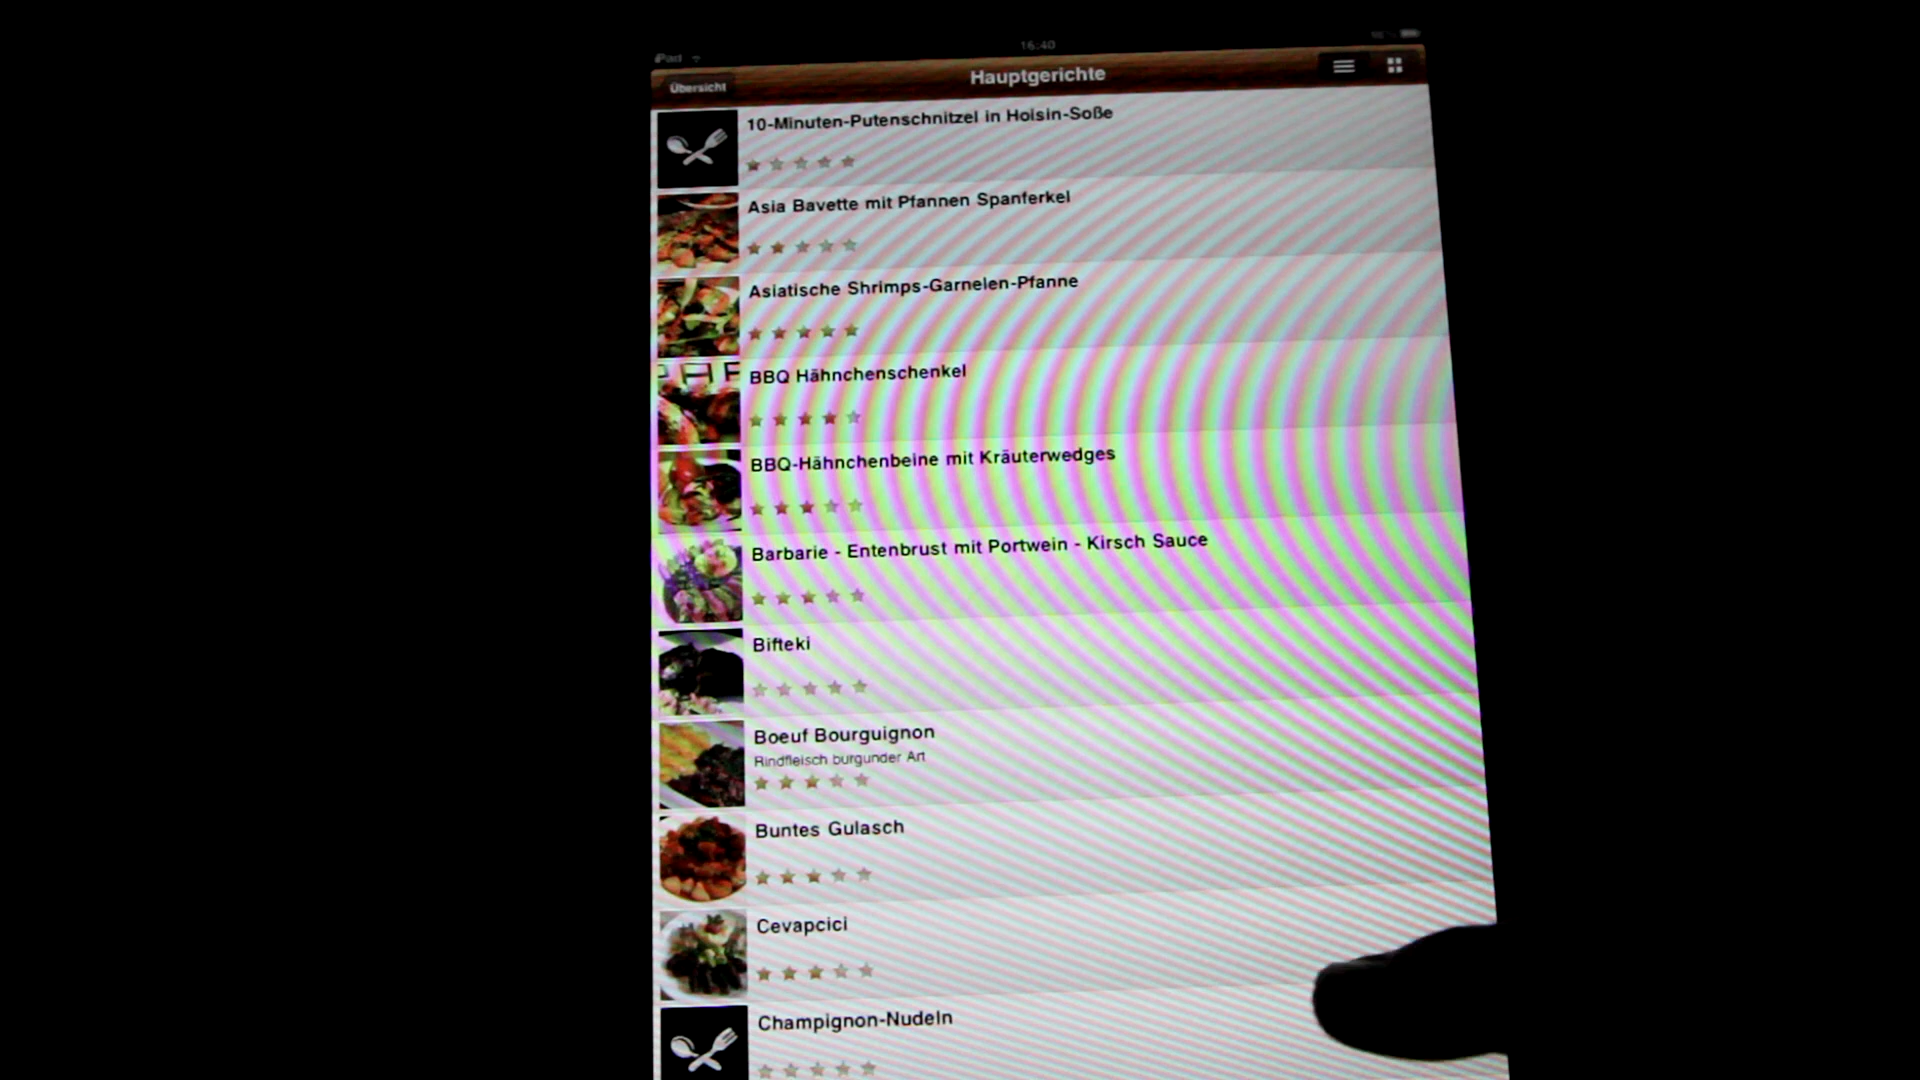 iPad
16:40
Übersicht
Hauptgerichte
10-Minuten-Putenschnitzel in Hoisin-Soße
Asia Bavette mit Pfannen Spanferkel
Asiatische Shrimps-Garnelen-Pfanne
BBQ Hähnchenschenkel
BBQ-Hähnchenbeine mit Kräuterwedges
Barbarie - Entenbrust mit Portwein - Kirsch Sauce
Bifteki
Boeuf Bourguignon
Rindfleisch burgunder Art
Buntes Gulasch
Cevapcici
Champignon-Nudeln